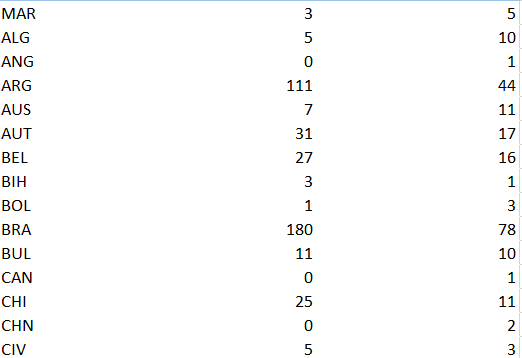 MAR 3 5
ALG 5 10
ANG 0 1
ARG 111 44
AUS 7 11
AUT 31 17
BEL 27 16
BIH 3 1
BOL 1 3
BRA 180 78
BUL 11 10
CAN 0 1
CHI 25 11
CHN 0 2
CIV 5 3